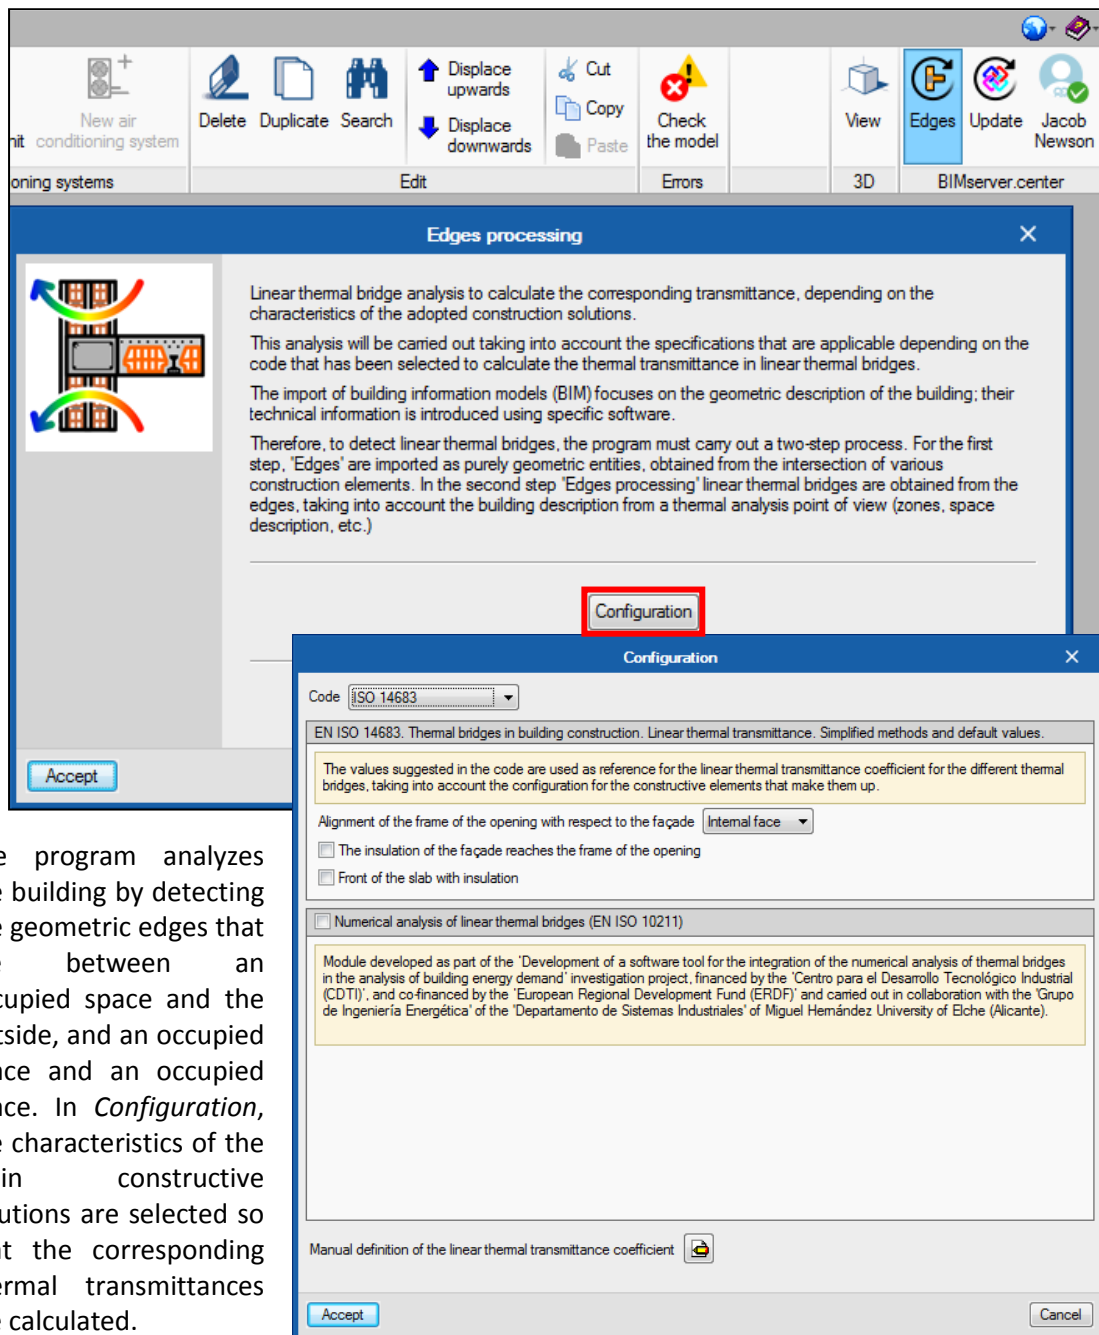 New air
nit conditioning system
Delete Duplicate Search
Displace
upwards
Displace
downwards
Cut
Copy
Paste
Check
the model
View
Edges Update Jacob
Newson
oning systems Edit Errors 3D BIMserver.center
Edges processing
Linear thermal bridge analysis to calculate the corresponding transmittance, depending on the
characteristics of the adopted construction solutions.
This analysis will be carried out taking into account the specifications that are applicable depending on the
code that has been selected to calculate the thermal transmittance in linear thermal bridges.
The import of building information models (BIM) focuses on the geometric description of the building; their
technical information is introduced using specific software.
Therefore, to detect linear thermal bridges, the program must carry out a two-step process. For the first
step, 'Edges' are imported as purely geometric entities, obtained from the intersection of various
construction elements. In the second step 'Edges processing' linear thermal bridges are obtained from the
edges, taking into account the building description from a thermal analysis point of view (zones, space
description, etc.)
Configuration
Accept
Configuration
Code ISO 14683
EN ISO 14683. Thermal bridges in building construction. Linear thermal transmittance. Simplified methods and default values.
The values suggested in the code are used as reference for the linear thermal transmittance coefficient for the different thermal
bridges, taking into account the configuration for the constructive elements that make them up.
Alignment of the frame of the opening with respect to the façade Internal face
The insulation of the façade reaches the frame of the opening
Front of the slab with insulation
Numerical analysis of linear thermal bridges (EN ISO 10211)
Module developed as part of the 'Development of a software tool for the integration of the numerical analysis of thermal bridges
in the analysis of building energy demand' investigation project, financed by the 'Centro para el Desarrollo Tecnológico Industrial
(CDTI)', and co-financed by the 'European Regional Development Fund (ERDF)' and carried out in collaboration with the 'Grupo
de Ingeniería Energética' of the 'Departamento de Sistemas Industriales' of Miguel Hernández University of Elche (Alicante).
Manual definition of the linear thermal transmittance coefficient
Accept Cancel
e program analyzes
e building by detecting
e geometric edges that
e between an
cupied space and the
tside, and an occupied
ace and an occupied
ace. In Configuration,
e characteristics of the
in constructive
utions are selected so
at the corresponding
ermal transmittances
e calculated.